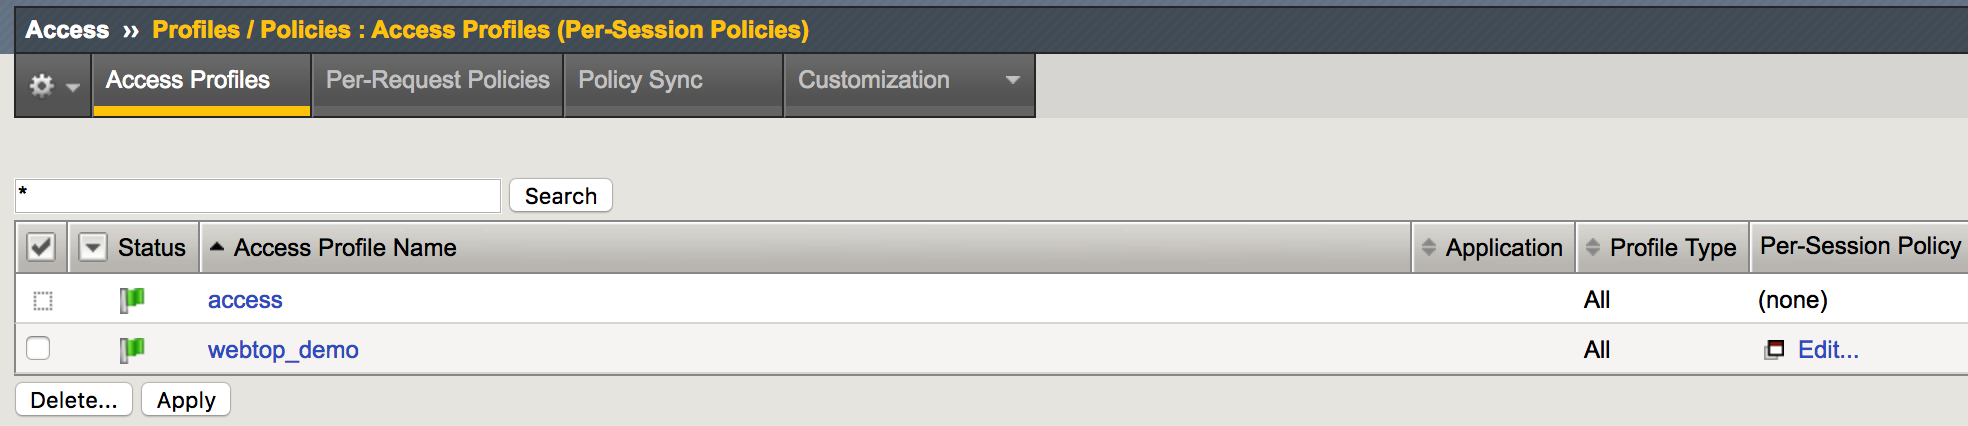 Access ›› Profiles / Policies : Access Profiles (Per-Session Policies)
Access Profiles Per-Request Policies Policy Sync Customization
* Search
Status Access Profile Name Application Profile Type Per-Session Policy
access All (none)
webtop_demo All Edit...
Delete... Apply